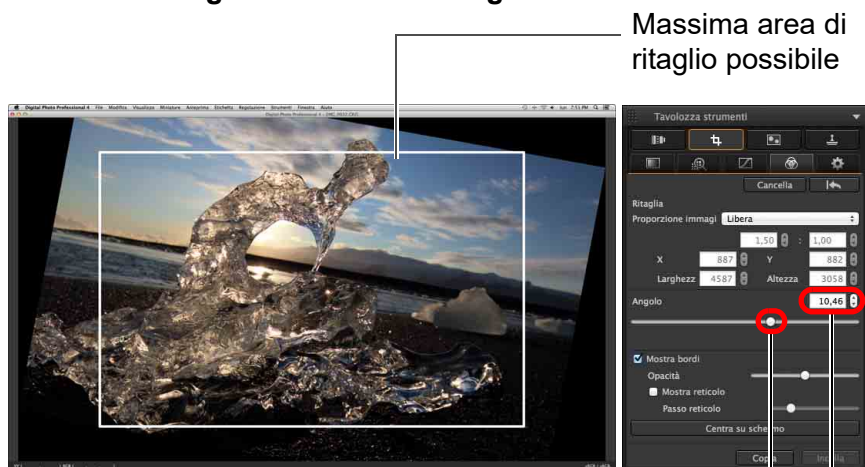 Massima area di
ritaglio possibile
Digital Photo Professional 4 File Modifica Visualizza Miniature Anteprima Etichetta Regolazione Strumenti Finestra Aiuto
Tavolozza strumenti
Cancella
Ritaglia
Proporzione immagi Libera
1,50 : 1,00
X 887 Y 882
Larghezz 4587 Altezza 3058
Angolo 10,46
Mostra bordi
Opacità
Mostra reticolo
Passo reticolo
Centra su schermo
Copia Incolla